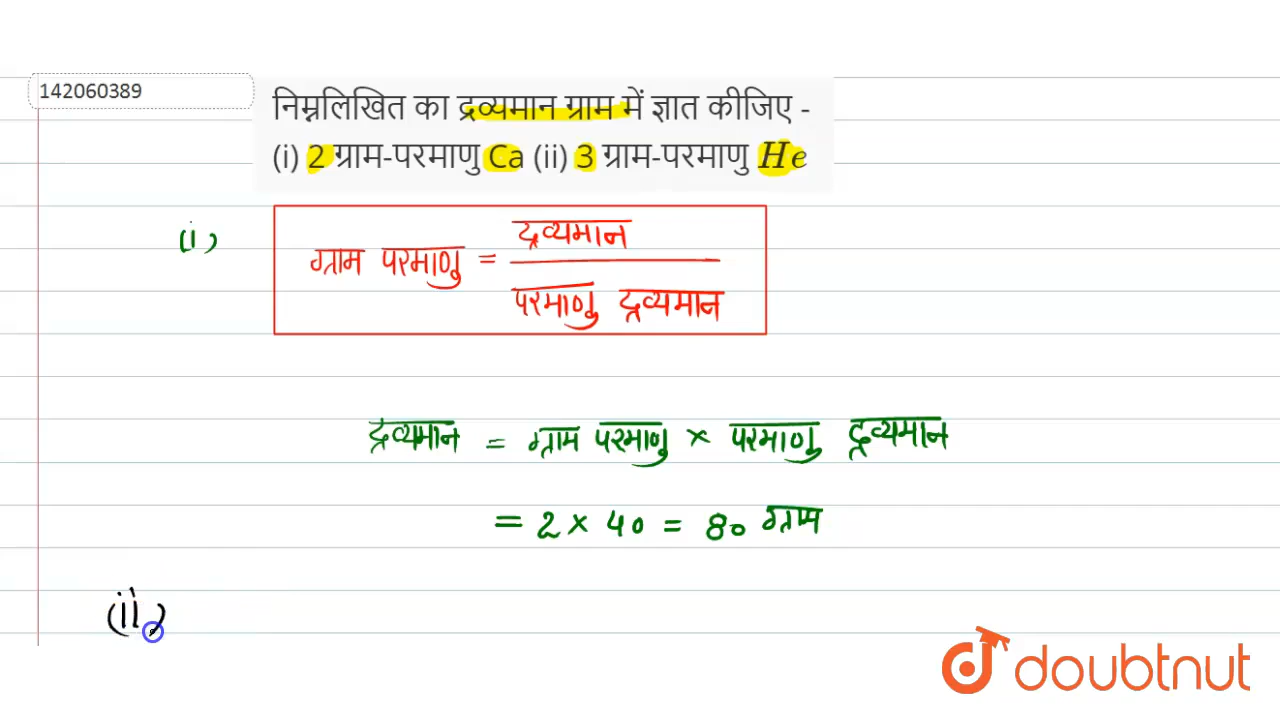 142060389
निम्नलिखित का द्रव्यमान ग्राम में ज्ञात कीजिए -
(i) 2 ग्राम-परमाणु Ca (ii) 3 ग्राम-परमाणु He
(i)
ग्राम परमाणु = द्रव्यमान
परमाणु द्रव्यमान
द्रव्यमान = ग्राम परमाणु × परमाणु द्रव्यमान
= 2 × 40 = 80 ग्राम
(ii)
doubtnut